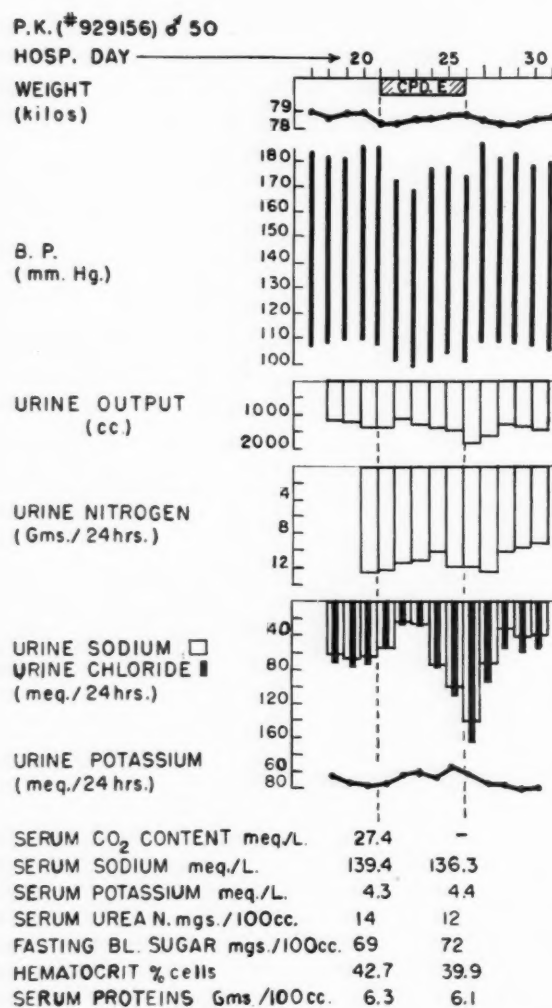 P.K. (#929156) ♂ 50
HOSP. DAY 20 25 30
CPD. E
WEIGHT
(kilos)
79
78
B. P.
(mm. Hg.)
180
170
160
150
140
130
120
110
100
URINE OUTPUT
(cc.)
1000
2000
URINE NITROGEN
(Gms./24hrs.)
4
8
12
URINE SODIUM
URINE CHLORIDE
(meq./24hrs.)
40
80
120
160
URINE POTASSIUM
(meq./24hrs.)
60
80
SERUM CO₂ CONTENT meq./L. 27.4 -
SERUM SODIUM meq./L. 139.4 136.3
SERUM POTASSIUM meq./L. 4.3 4.4
SERUM UREA N. mgs./100cc. 14 12
FASTING BL. SUGAR mgs./100cc. 69 72
HEMATOCRIT % cells 42.7 39.9
SERUM PROTEINS Gms./100cc. 6.3 6.1